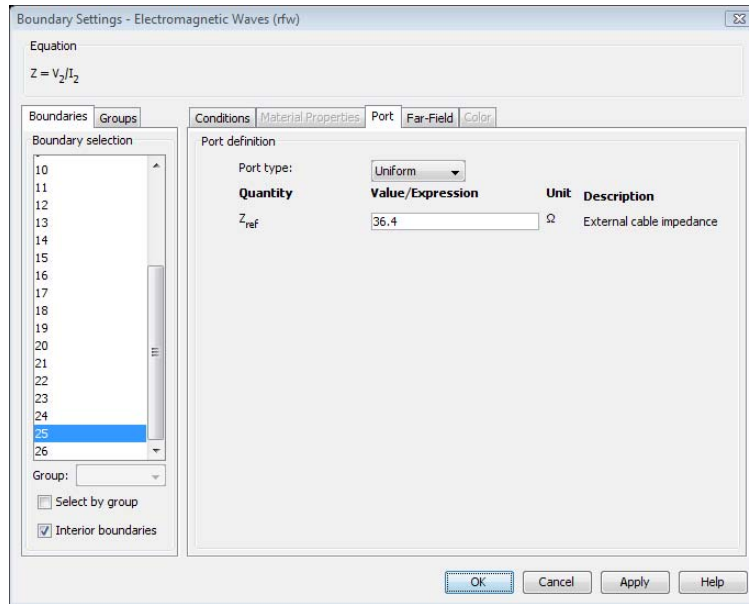 Boundary Settings - Electromagnetic Waves (rfw)
Equation
Z = V2/I2
Boundaries Groups
Boundary selection
10
11
12
13
14
15
16
17
18
19
20
21
22
23
24
25
26
Group:
Select by group
Interior boundaries
Conditions Material Properties Port Far-Field Color
Port definition
Port type: Uniform
Quantity Value/Expression Unit Description
Zref 36.4 Ω External cable impedance
OK Cancel Apply Help